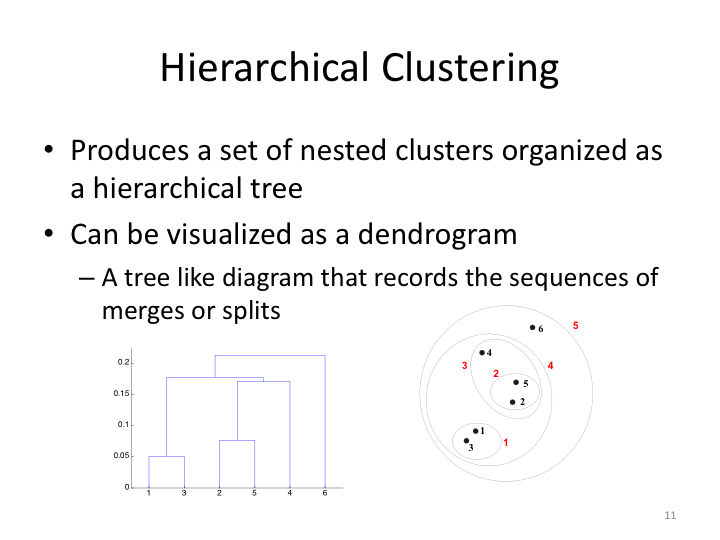 Hierarchical Clustering
• Produces a set of nested clusters organized as
a hierarchical tree
• Can be visualized as a dendrogram
– A tree like diagram that records the sequences of
merges or splits
0.2
0.15
0.1
0.05
0
1 3 2 5 4 6
6 5
4
3 4
2
5
2
1
1
3
11